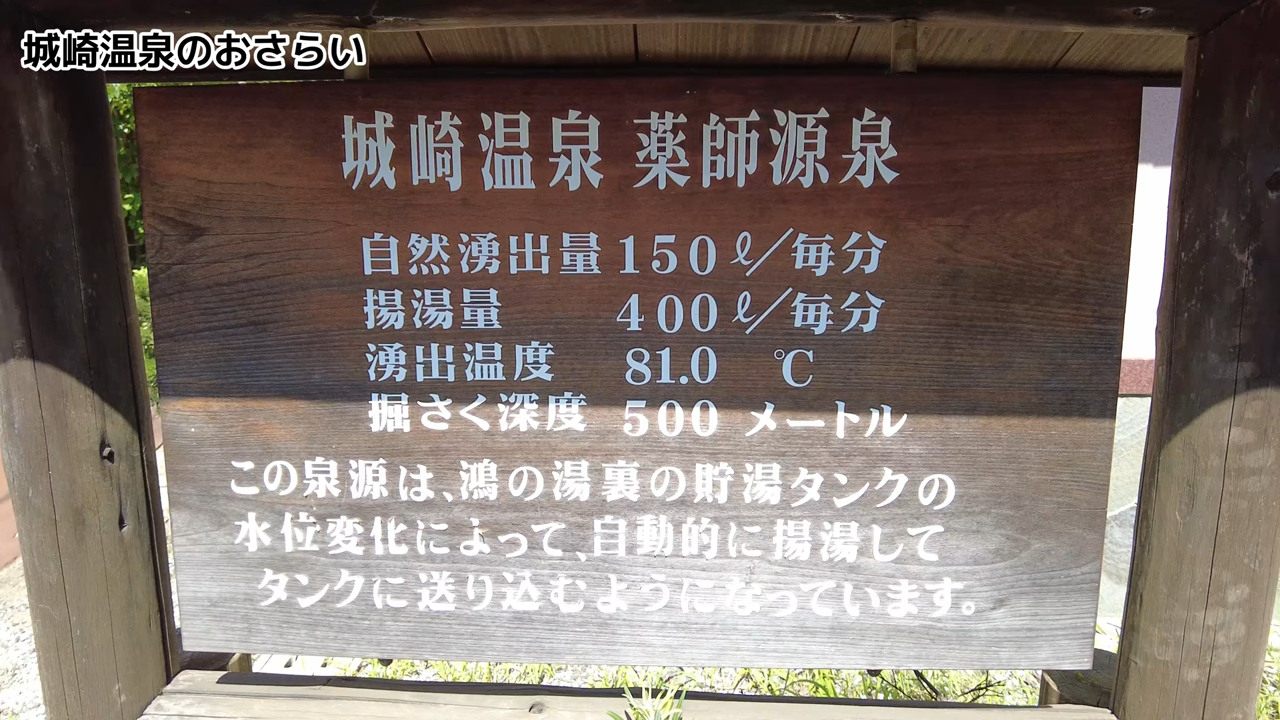 城崎温泉のおさらい
城崎温泉 薬師源泉
自然湧出量 150 ℓ/毎分
揚湯量 400 ℓ/毎分
湧出温度 81.0 ℃
掘さく深度 500 メートル
この泉源は、鴻の湯裏の貯湯タンクの
水位変化によって、自動的に揚湯して
タンクに送り込むようになっています。